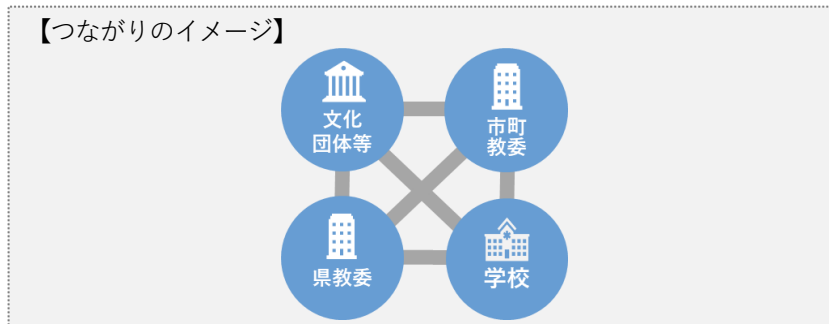 【つながりのイメージ】
文化
団体等
市町
教委
県教委
学校